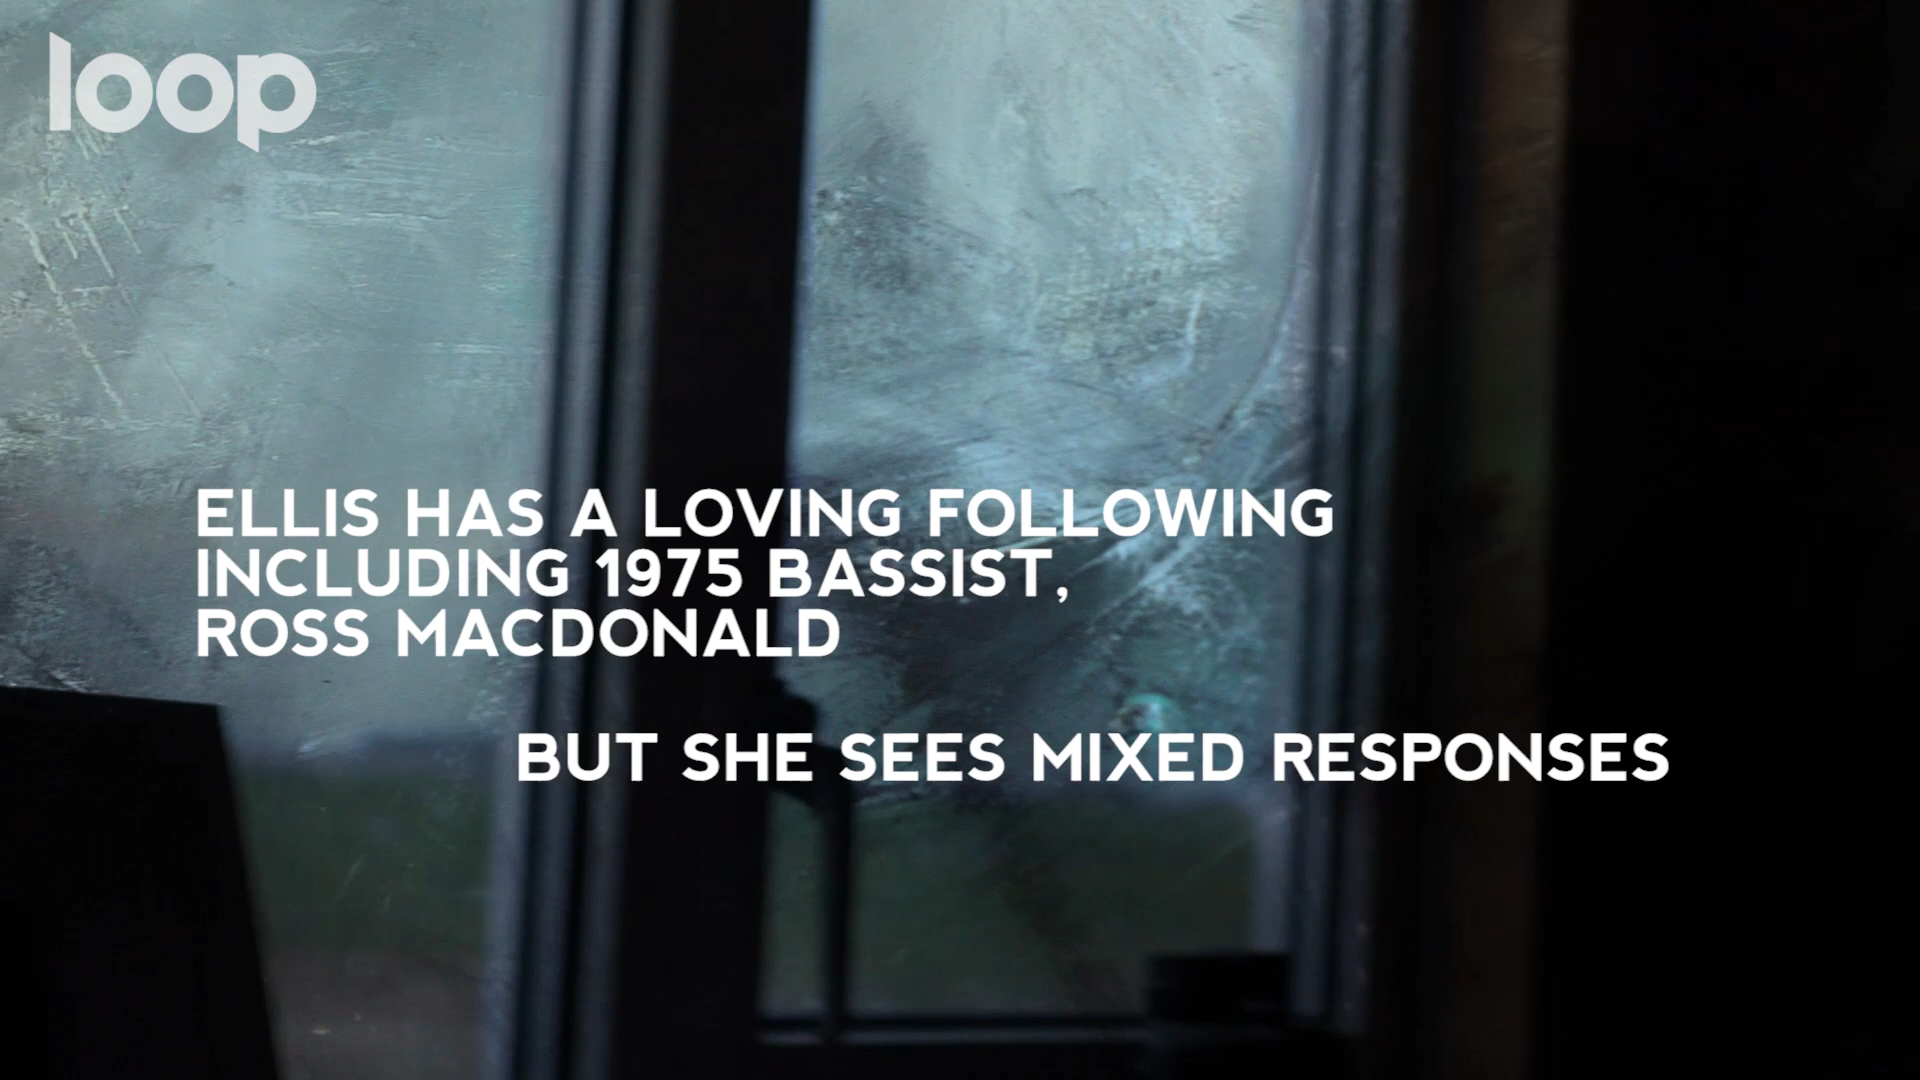 loop
ELLIS HAS A LOVING FOLLOWING
INCLUDING 1975 BASSIST,
ROSS MACDONALD
BUT SHE SEES MIXED RESPONSES